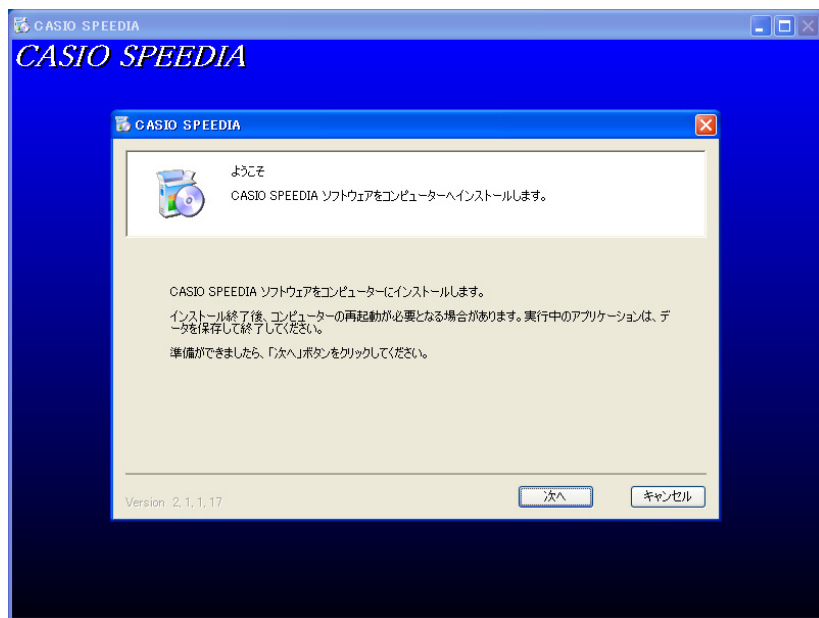 CASIO SPEEDIA
CASIO SPEEDIA
CASIO SPEEDIA
ようこそ
CASIO SPEEDIA ソフトウェアをコンピューターへインストールします。
CASIO SPEEDIA ソフトウェアをコンピューターにインストールします。
インストール終了後、コンピューターの再起動が必要となる場合があります。実行中のアプリケーションは、デ
ータを保存して終了してください。
準備ができましたら、「次へ」ボタンをクリックしてください。
Version 2, 1, 1, 17
次へ
キャンセル